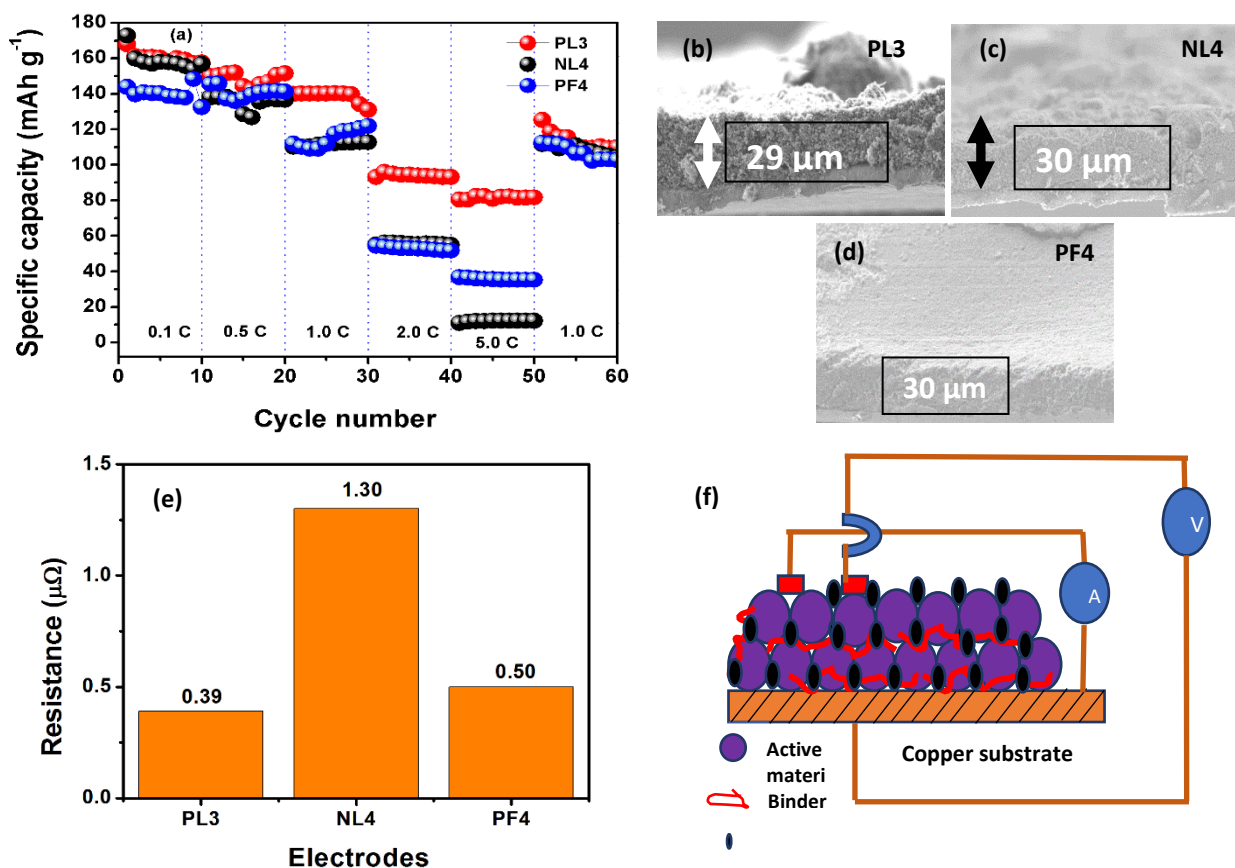 (a)
PL3
NL4
PF4
Specific capacity (mAh g⁻¹)
180
160
140
120
100
80
60
40
20
0
0.1 C
0.5 C
1.0 C
2.0 C
5.0 C
1.0 C
0
10
20
30
40
50
60
Cycle number
(b)
PL3
29 µm
(c)
NL4
30 µm
(d)
PF4
30 µm
(e)
Resistance (µΩ)
1.5
1.0
0.5
0.0
0.39
1.30
0.50
PL3
NL4
PF4
Electrodes
(f)
V
A
Copper substrate
Active
materi
Binder